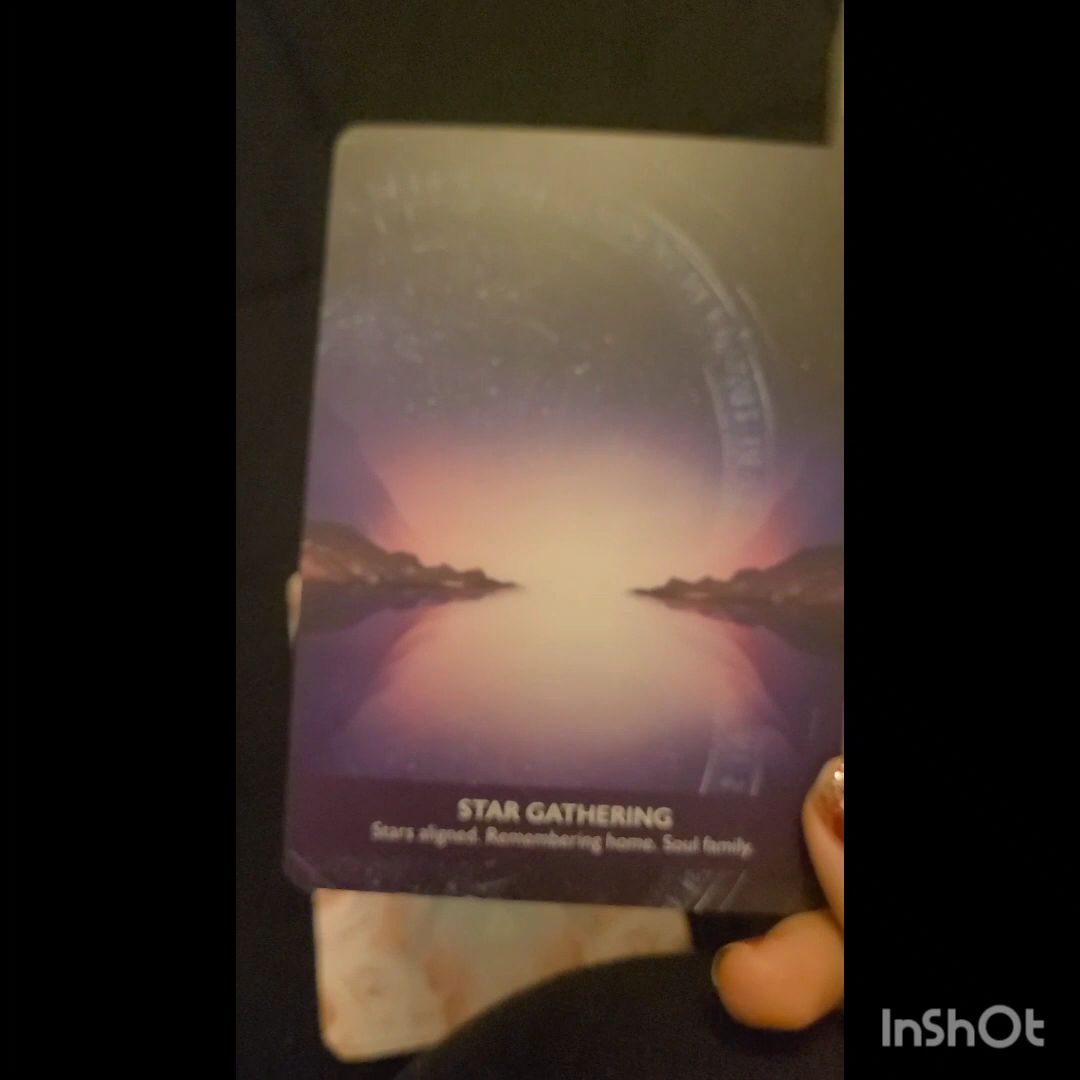 STAR GATHERING
Stars aligned. Remembering home. Soul family.
InShOt